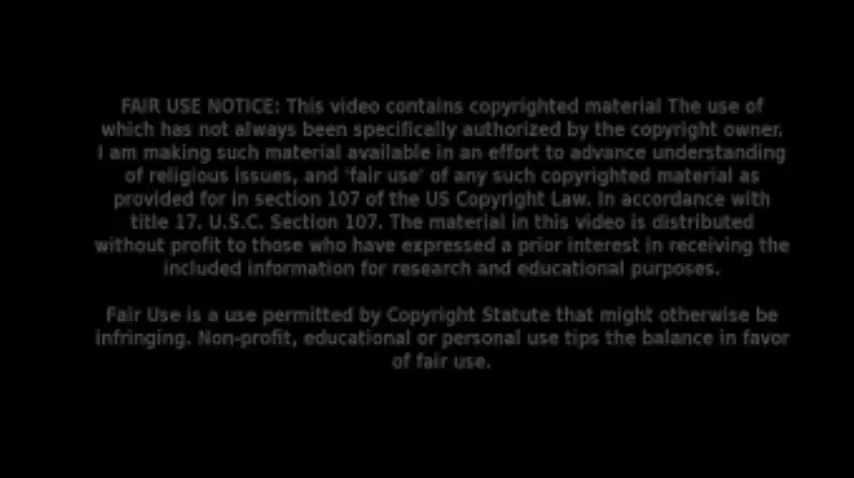 FAIR USE NOTICE: This video contains copyrighted material The use of
which has not always been specifically authorized by the copyright owner.
I am making such material available in an effort to advance understanding
of religious issues, and 'fair use' of any such copyrighted material as
provided for in section 107 of the US Copyright Law. In accordance with
title 17. U.S.C. Section 107. The material in this video is distributed
without profit to those who have expressed a prior interest in receiving the
included information for research and educational purposes.
Fair Use is a use permitted by Copyright Statute that might otherwise be
infringing. Non-profit, educational or personal use tips the balance in favor
of fair use.